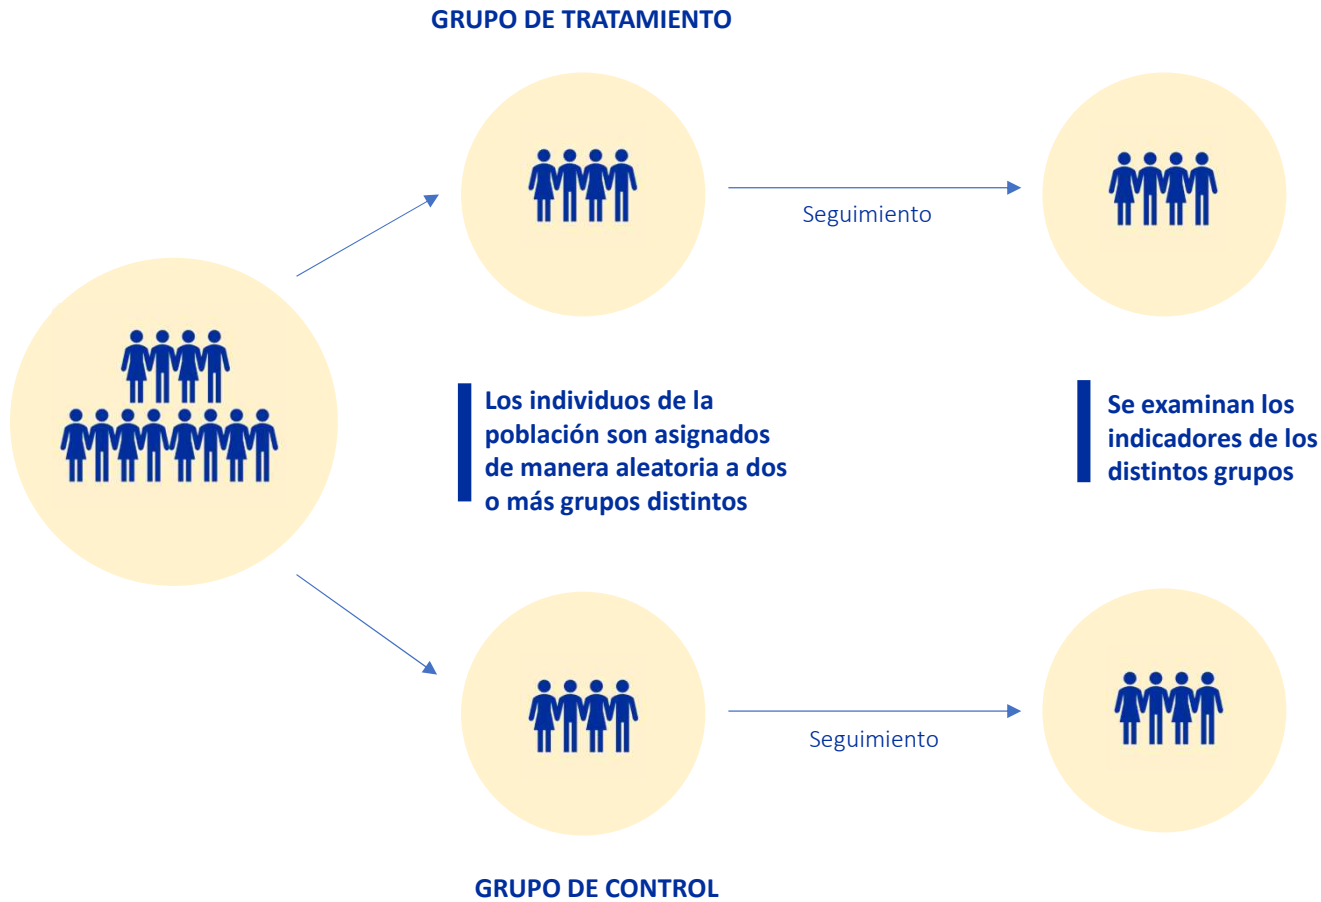 GRUPO DE TRATAMIENTO
Seguimiento
Los individuos de la
población son asignados
de manera aleatoria a dos
o más grupos distintos
Se examinan los
indicadores de los
distintos grupos
Seguimiento
GRUPO DE CONTROL